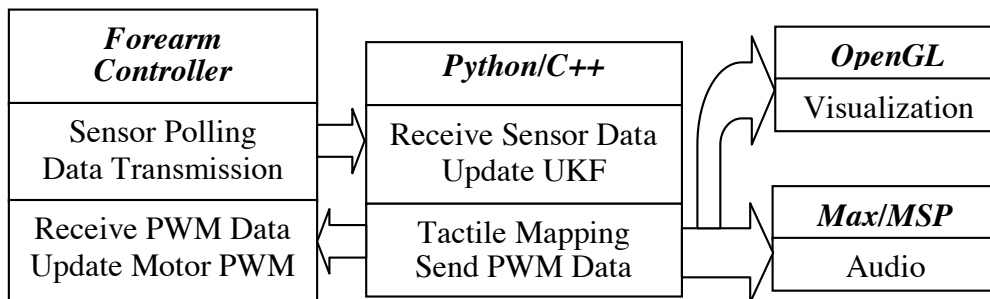 Forearm
Controller
Sensor Polling
Data Transmission
Receive PWM Data
Update Motor PWM
Python/C++
Receive Sensor Data
Update UKF
Tactile Mapping
Send PWM Data
OpenGL
Visualization
Max/MSP
Audio